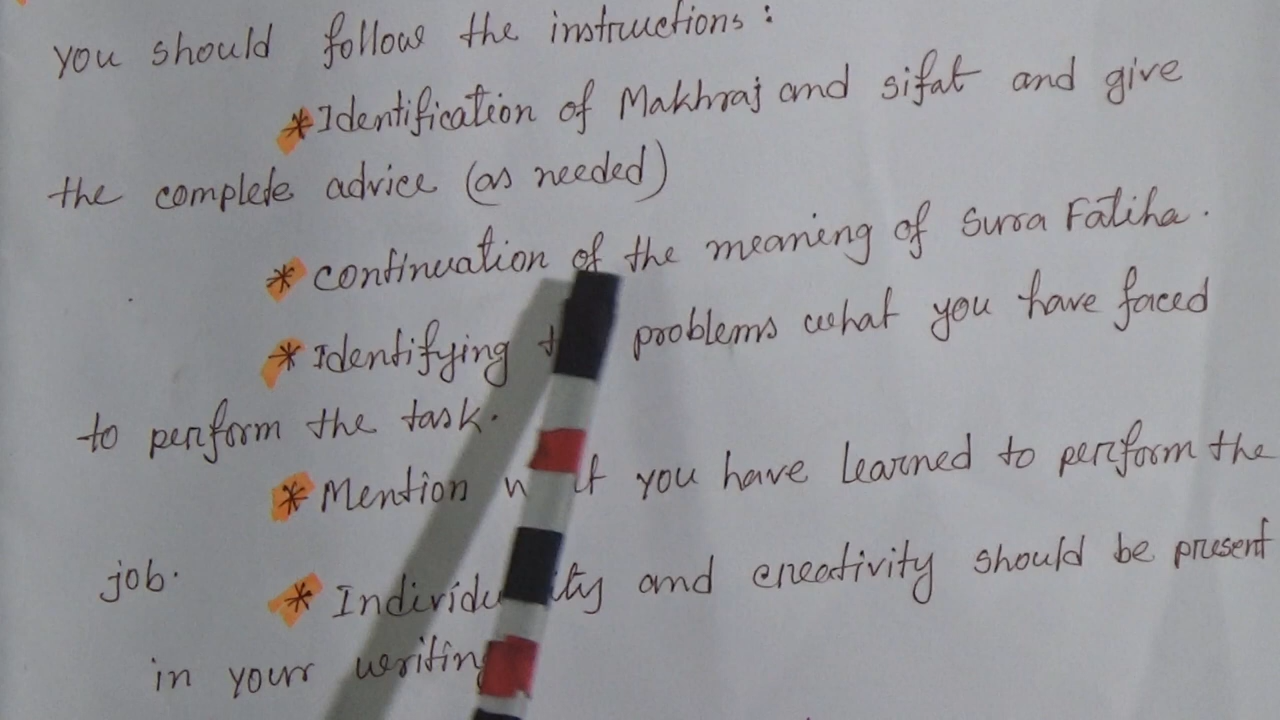 you should follow the instructions:
* Identification of Makhraj and sifat and give
the complete advice (as needed)
* continuation of the meaning of Surra Fatiha.
* Identifying problems what you have faced
to perform the task.
* Mention you have learned to perform the
job.
* and creativity should be present
in your writing